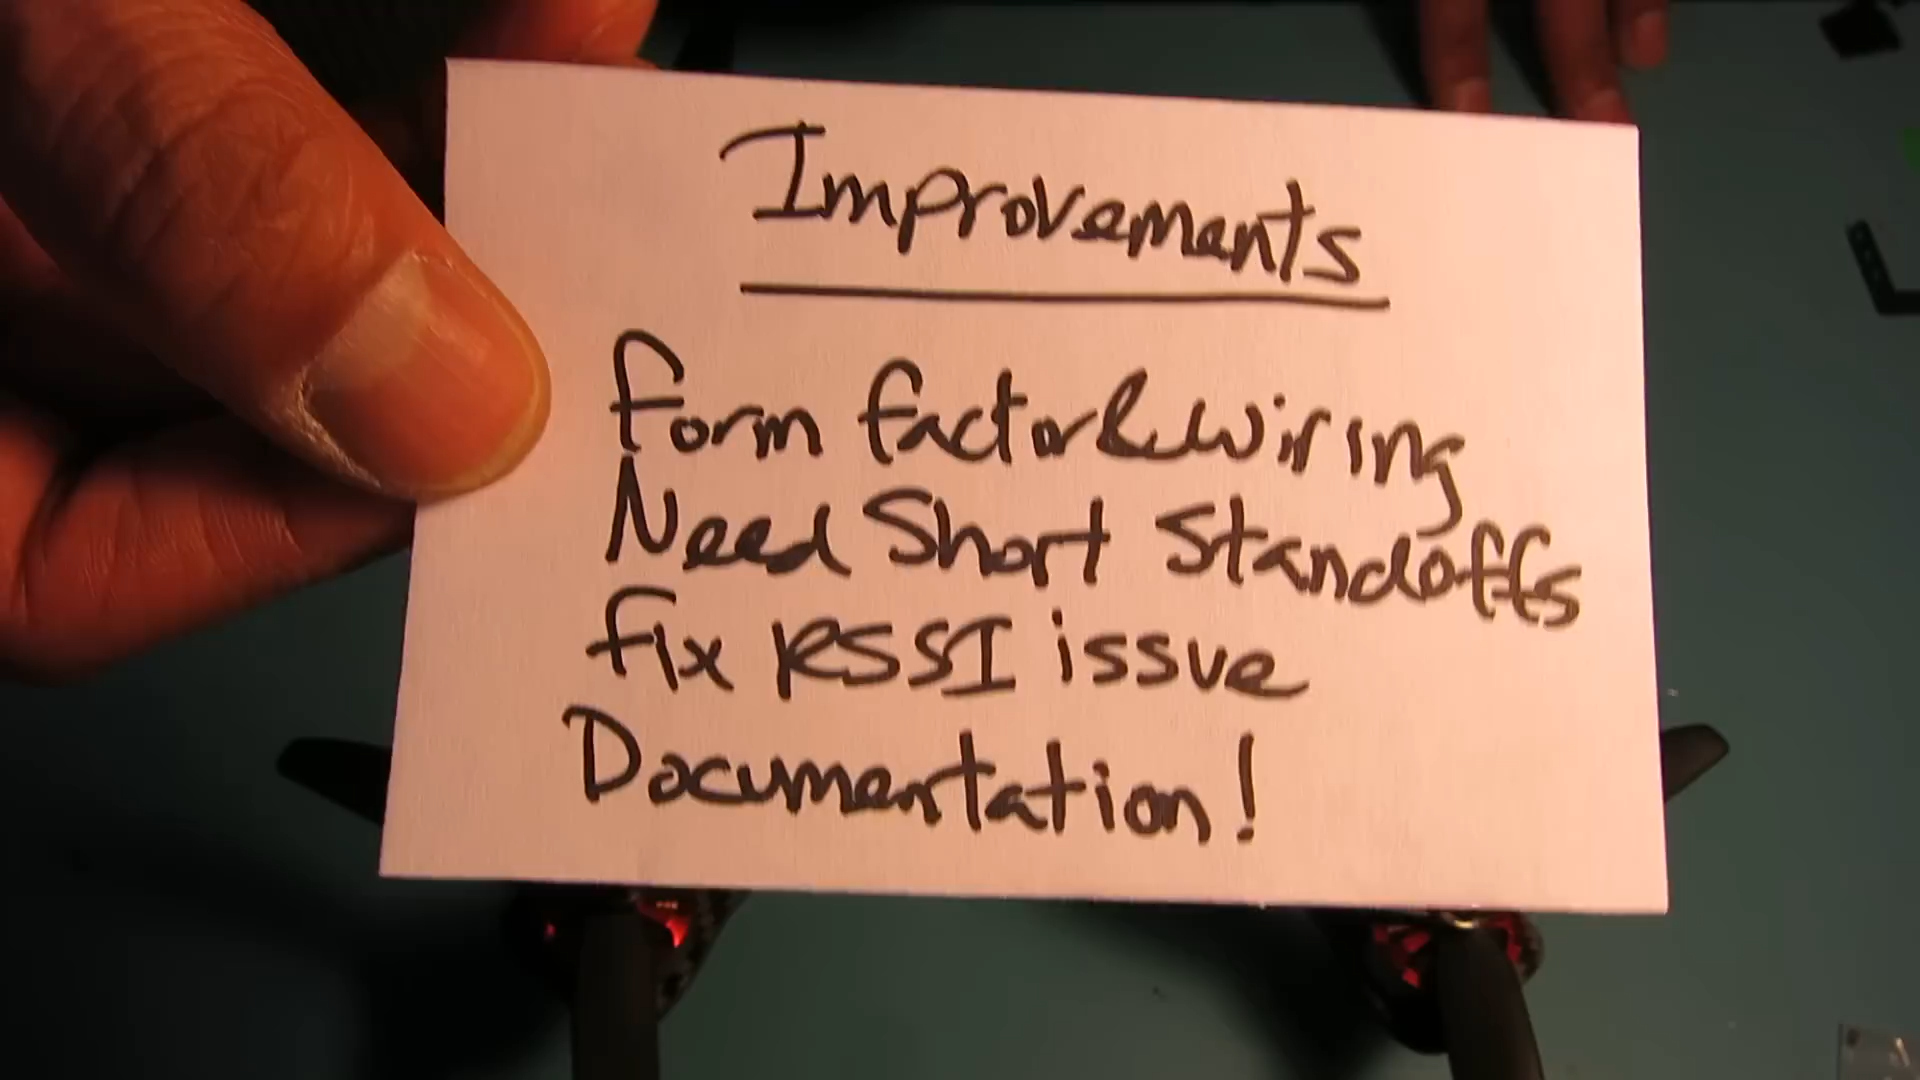 Improvements
Form factor & wiring
Need Short Standoffs
Fix RSSI issue
Documentation!